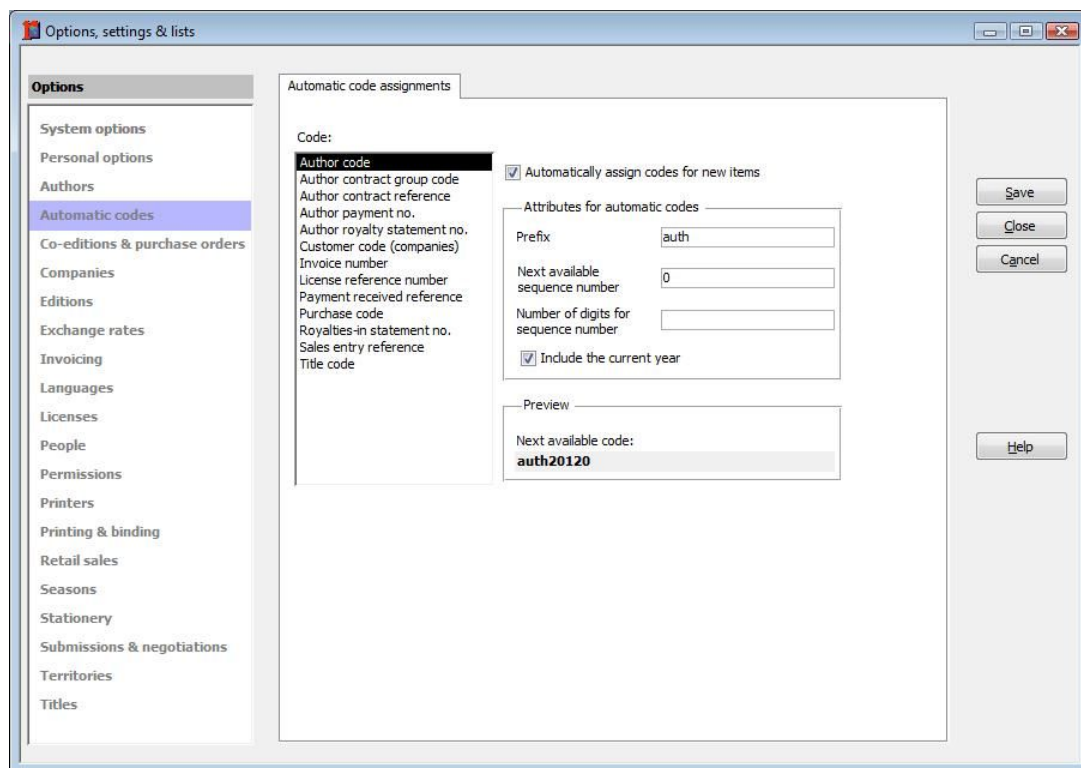 Options, settings & lists
Options
System options
Personal options
Authors
Automatic codes
Co-editions & purchase orders
Companies
Editions
Exchange rates
Invoicing
Languages
Licenses
People
Permissions
Printers
Printing & binding
Retail sales
Seasons
Stationery
Submissions & negotiations
Territories
Titles
Automatic code assignments
Code:
Author code
Author contract group code
Author contract reference
Author payment no.
Author royalty statement no.
Customer code (companies)
Invoice number
License reference number
Payment received reference
Purchase code
Royalties-in statement no.
Sales entry reference
Title code
Automatically assign codes for new items
Attributes for automatic codes
Prefix
auth
Next available
sequence number
0
Number of digits for
sequence number
Include the current year
Preview
Next available code:
auth20120
Save
Close
Cancel
Help